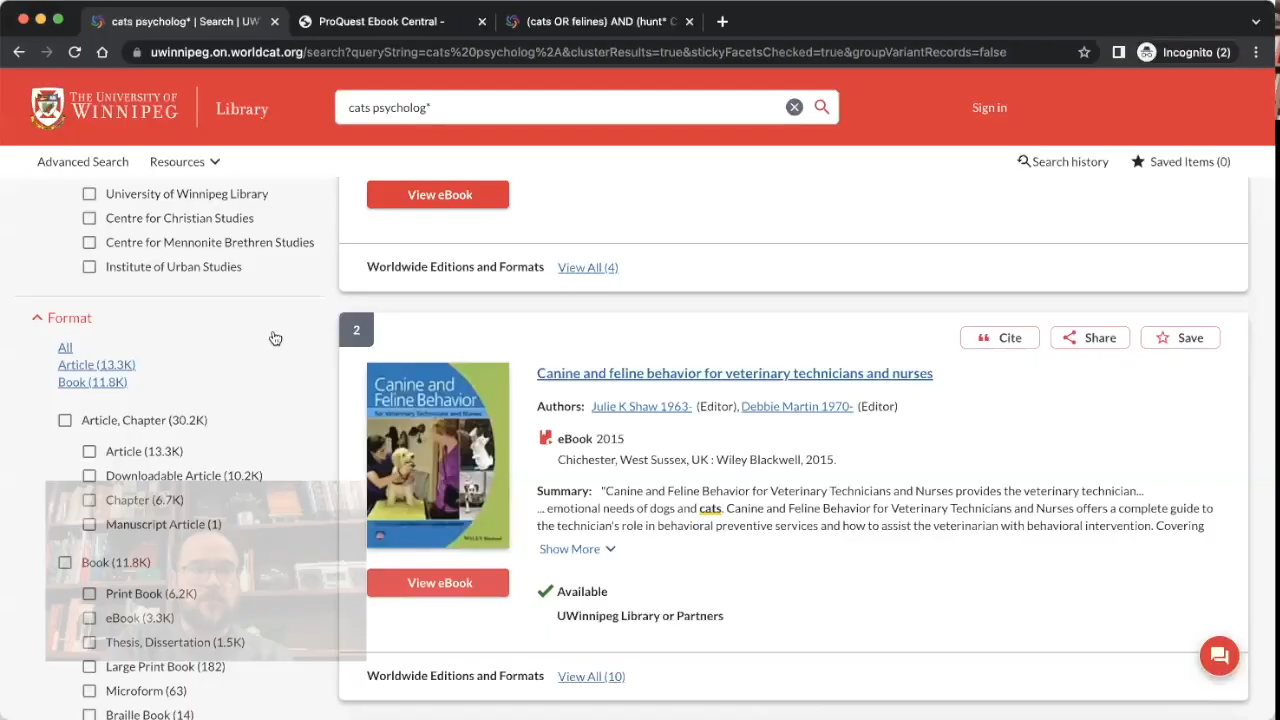 cats psycholog* | Search | UW
ProQuest Ebook Central -
(cats OR felines) AND (hunt* C
uwinnipeg.on.worldcat.org/search?queryString=cats%20psycholog%2A&clusterResults=true&stickyFacetsChecked=true&groupVariantRecords=false
Incognito (2)
THE UNIVERSITY OF
WINNIPEG
Library
cats psycholog*
Sign in
Advanced Search
Resources
Search history
Saved Items (0)
University of Winnipeg Library
Centre for Christian Studies
Centre for Mennonite Brethren Studies
Institute of Urban Studies
Format
All
Article (13.3K)
Book (11.8K)
Article, Chapter (30.2K)
Article (13.3K)
Downloadable Article (10.2K)
Chapter (6.7K)
Manuscript Article (1)
Book (11.8K)
Print Book (6.2K)
eBook (3.3K)
Thesis, Dissertation (1.5K)
Large Print Book (182)
Microform (63)
Braille Book (14)
View eBook
Worldwide Editions and Formats View All (4)
2
Cite
Share
Save
Canine and
Feline Behavior
for Veterinary Technicians and Nurses
Canine and feline behavior for veterinary technicians and nurses
Authors: Julie K Shaw 1963- (Editor), Debbie Martin 1970- (Editor)
eBook 2015
Chichester, West Sussex, UK : Wiley Blackwell, 2015.
Summary: "Canine and Feline Behavior for Veterinary Technicians and Nurses provides the veterinary technician...
... emotional needs of dogs and cats. Canine and Feline Behavior for Veterinary Technicians and Nurses offers a complete guide to
the technician's role in behavioral preventive services and how to assist the veterinarian with behavioral intervention. Covering
Show More
View eBook
Available
UWinnipeg Library or Partners
Worldwide Editions and Formats View All (10)